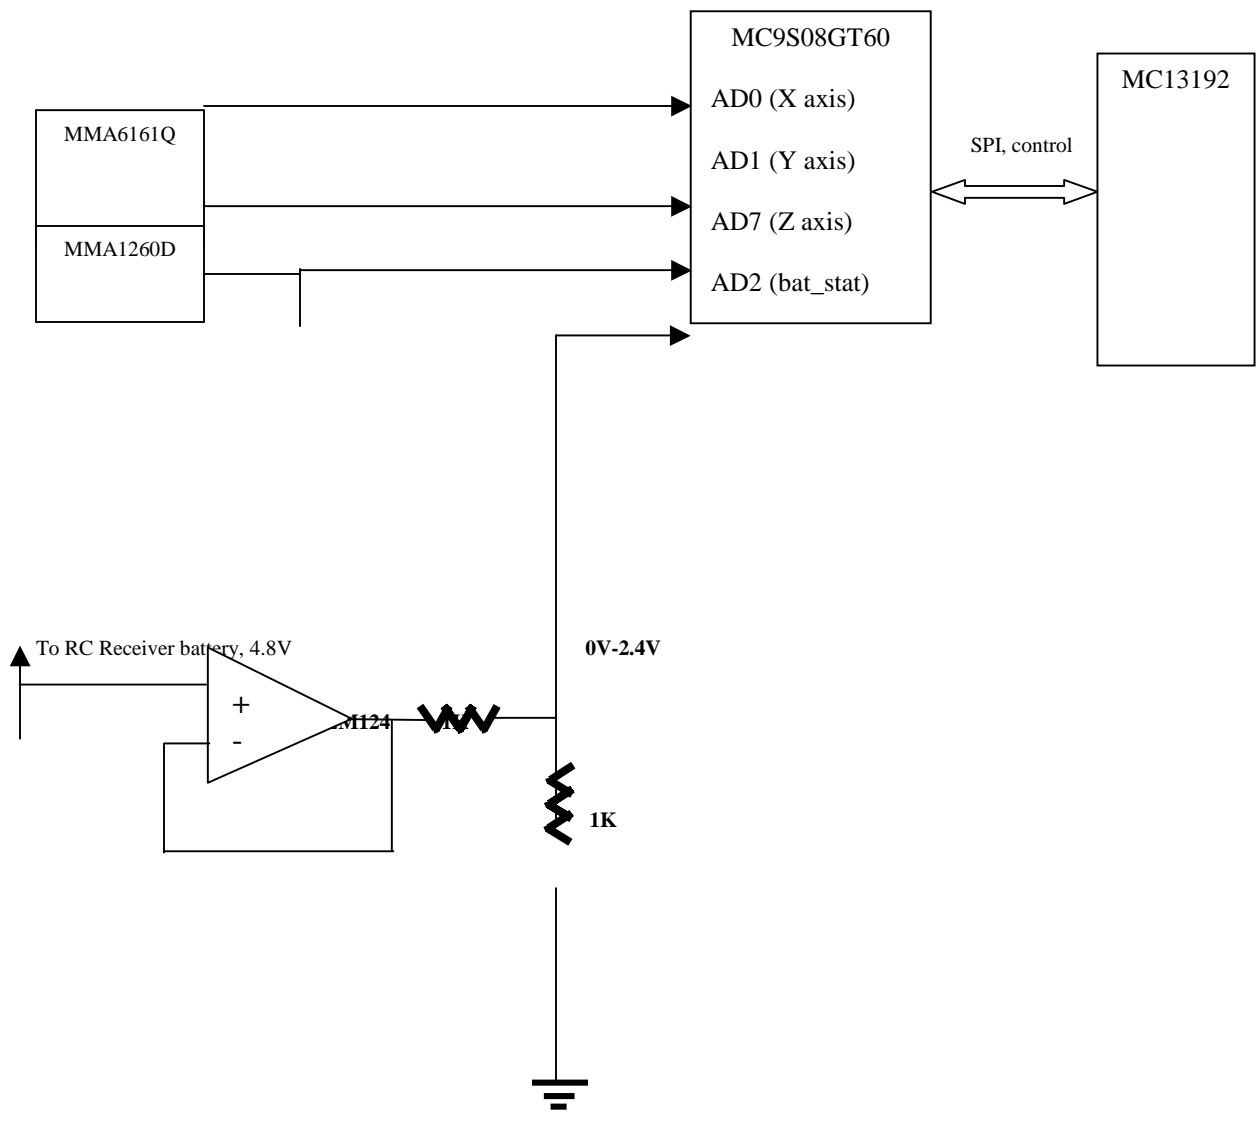 MC9S08GT60
AD0 (X axis)
AD1 (Y axis)
AD7 (Z axis)
AD2 (bat_stat)
MC13192
SPI, control
MMA6161Q
MMA1260D
To RC Receiver battery, 4.8V
0V-2.4V
+
-
1K